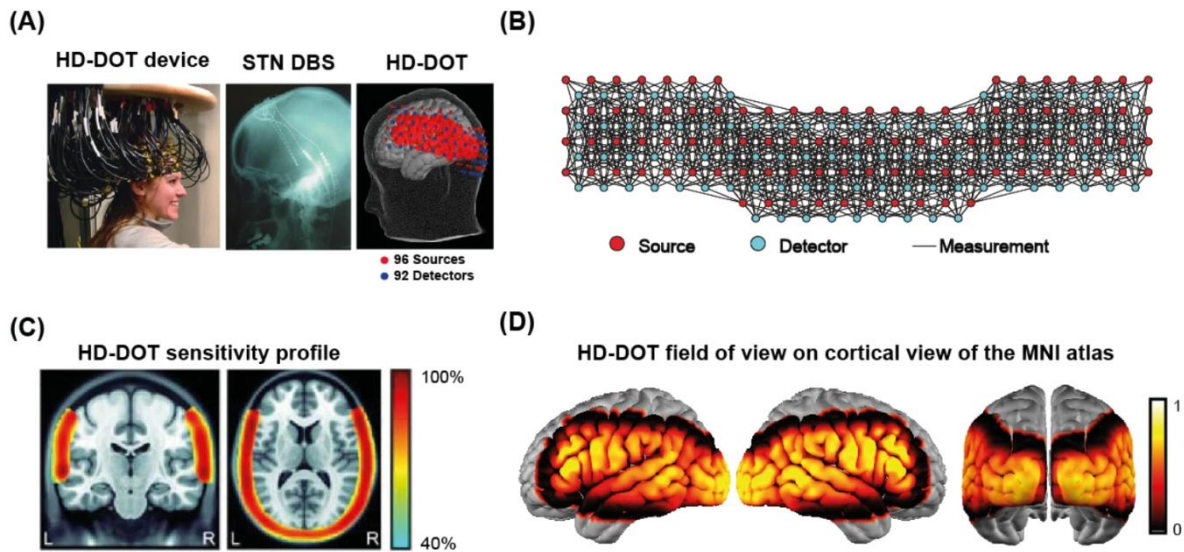 (A)
HD-DOT device STN DBS HD-DOT
96 Sources
92 Detectors
(B)
Source Detector Measurement
(C)
HD-DOT sensitivity profile
100%
L R L R
40%
(D)
HD-DOT field of view on cortical view of the MNI atlas
1
0